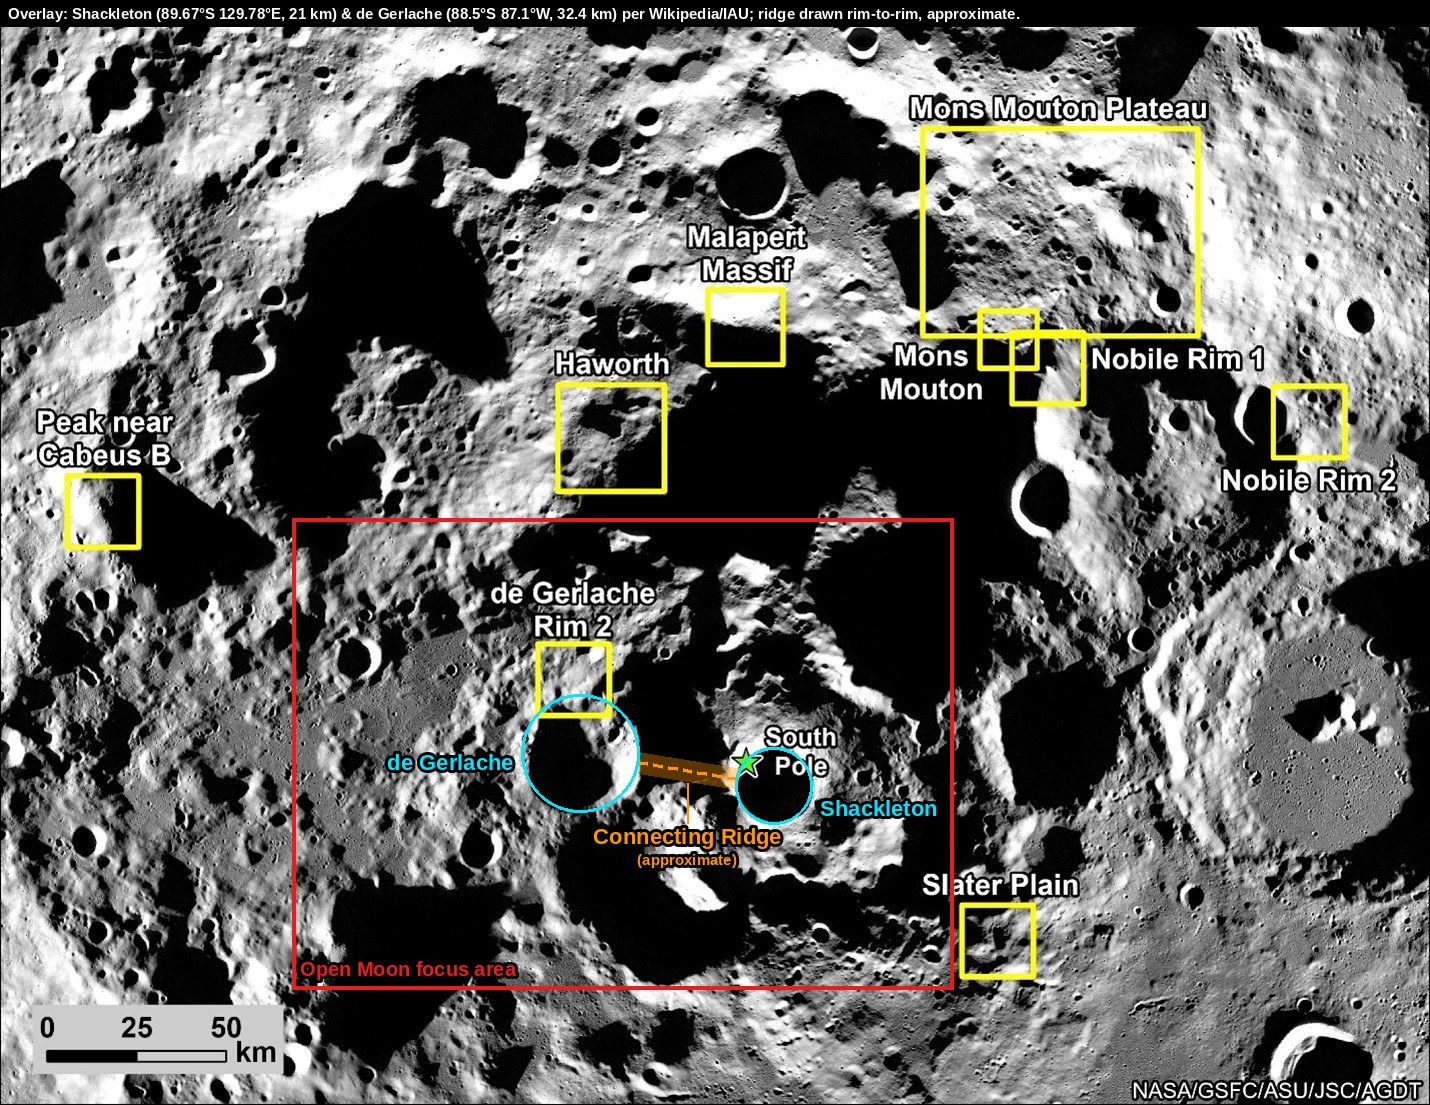 Overlay: Shackleton (89.67°S 129.78°E, 21 km) & de Gerlache (88.5°S 87.1°W, 32.4 km) per Wikipedia/IAU; ridge drawn rim-to-rim, approximate.
Mons Mouton Plateau
Malapert
Massif
Haworth
Mons
Mouton
Nobile Rim 1
Peak near
Cabeus B
Nobile Rim 2
de Gerlache
Rim 2
South
Pole
de Gerlache
Shackleton
Connecting Ridge
(approximate)
Slater Plain
Open Moon focus area
0 25 50
km
NASA/GSFC/ASU/JSC/AGDT